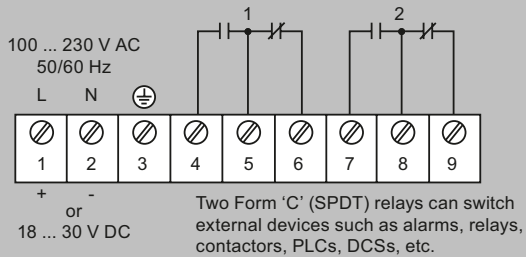 1
2
100 ... 230 V AC
50/60 Hz
L N
1 2 3 4 5 6 7 8 9
+ -
or
18 ... 30 V DC
Two Form ‘C’ (SPDT) relays can switch
external devices such as alarms, relays,
contactors, PLCs, DCSs, etc.